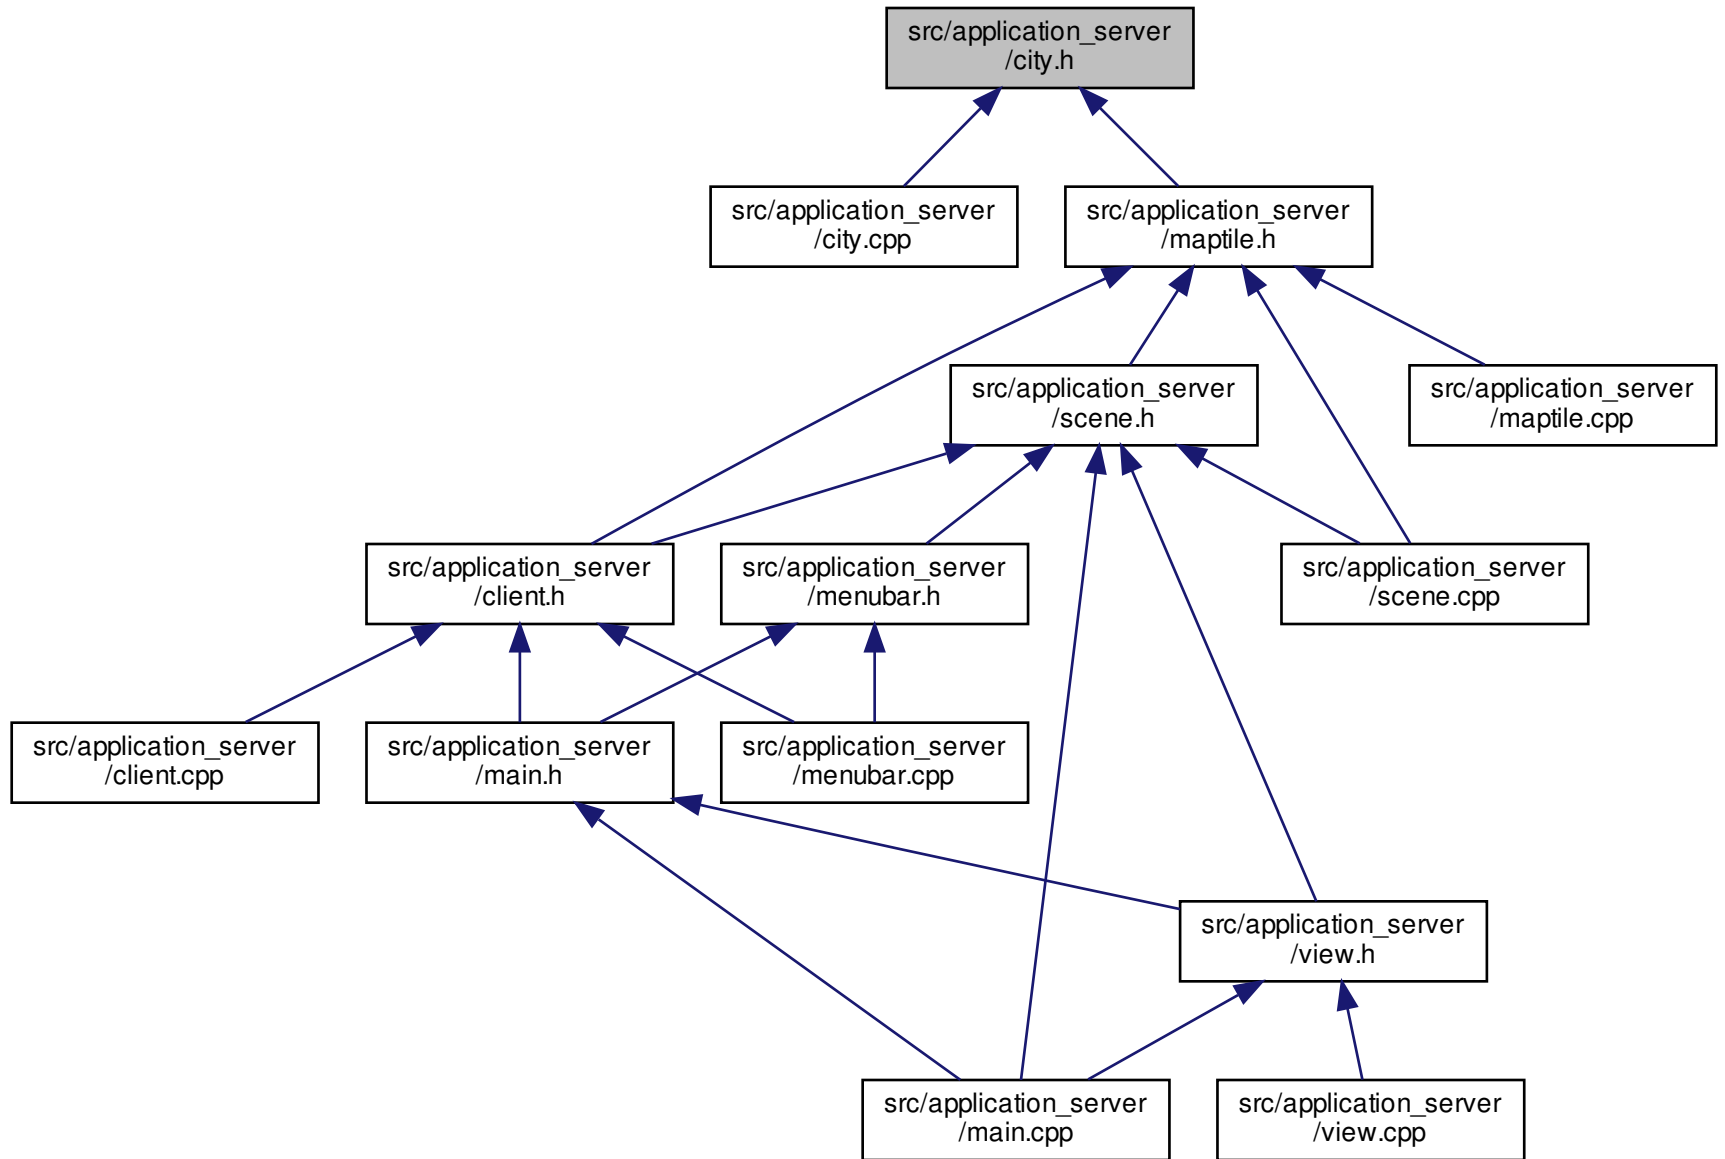 src/application_server
/city.h
src/application_server
/city.cpp
src/application_server
/maptile.h
src/application_server
/scene.h
src/application_server
/maptile.cpp
src/application_server
/client.h
src/application_server
/menubar.h
src/application_server
/scene.cpp
src/application_server
/client.cpp
src/application_server
/main.h
src/application_server
/menubar.cpp
src/application_server
/view.h
src/application_server
/main.cpp
src/application_server
/view.cpp